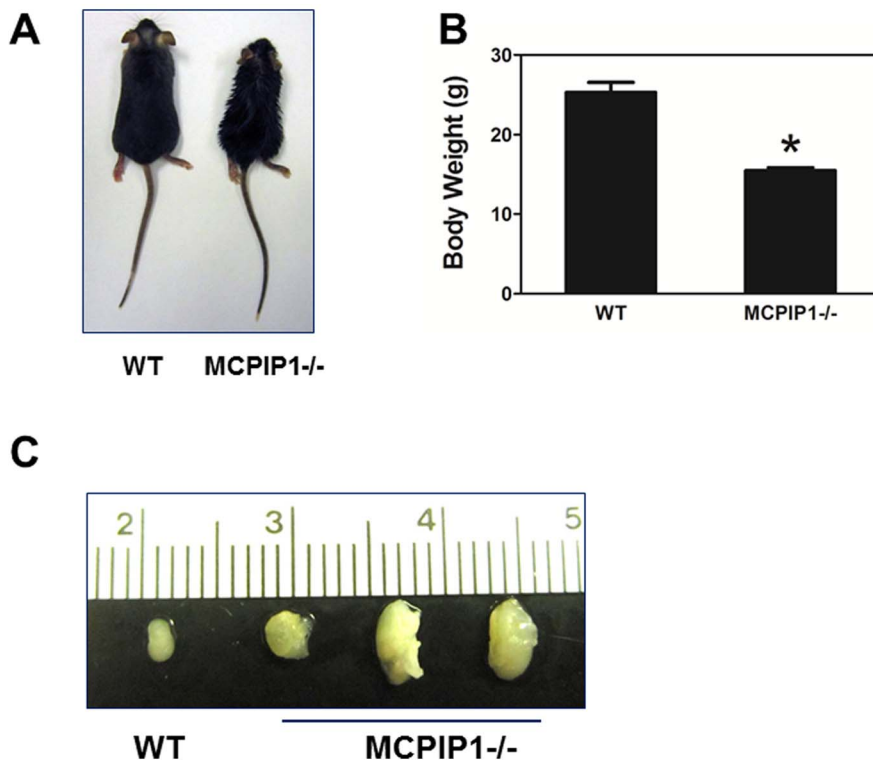 A
WT MCPIP1-/-
B
Body Weight (g)
30
20
10
0
*
WT MCPIP1-/-
C
2 3 4 5
WT MCPIP1-/-